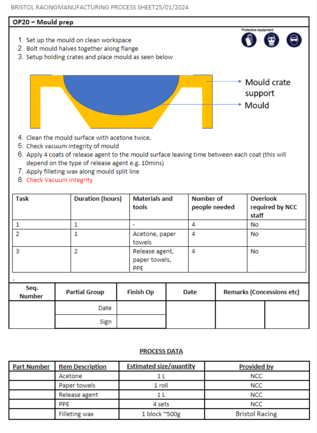 BRISTOL RACINGMANUFACTURING PROCESS SHEET25/01/2024
OP20 – Mould prep
Protective equipment
1. Set up the mould on clean workspace
2. Bolt mould halves together along flange
3. Setup holding crates and place mould as seen below
Mould crate
support
Mould
4. Clean the mould surface with acetone twice.
5. Check vacuum integrity of mould
6. Apply 4 coats of release agent to the mould surface leaving time between each coat (this will
depend on the type of release agent e.g. 10mins)
7. Apply filleting wax along mould split line
8. Check Vacuum integrity
Task Duration (hours) Materials and tools Number of people needed Overlook required by NCC staff
1 1 - 4 No
2 1 Acetone, paper towels 4 No
3 2 Release agent, paper towels, PPE 4 No
Seq. Number Partial Group Finish Op Date Remarks (Concessions etc)
Date
Sign
PROCESS DATA
Part Number Item Description Estimated size/quantity Provided by
Acetone 1 L NCC
Paper towels 1 roll NCC
Release agent 1 L NCC
PPE 4 sets NCC
Filleting wax 1 block ~500g Bristol Racing